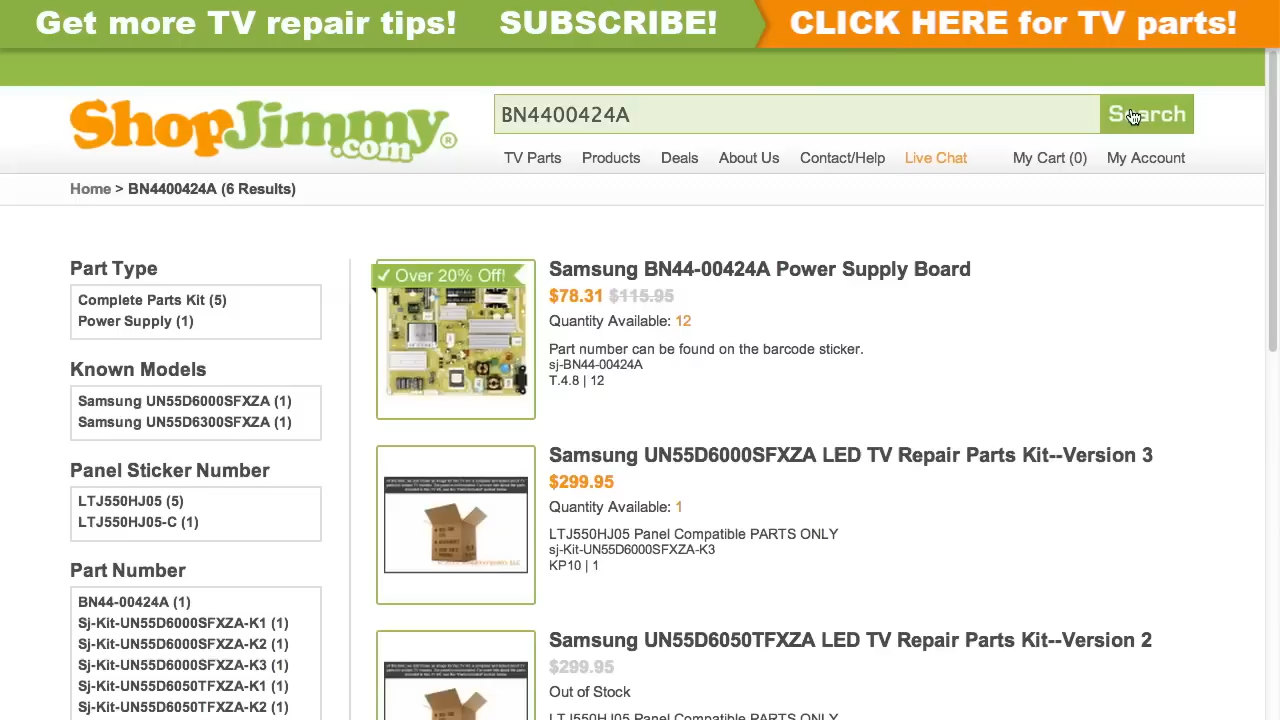 Get more TV repair tips! SUBSCRIBE! CLICK HERE for TV parts!
ShopJimmy.com®
BN4400424A Search
TV Parts Products Deals About Us Contact/Help Live Chat My Cart (0) My Account
Home > BN4400424A (6 Results)
Part Type
Complete Parts Kit (5)
Power Supply (1)
Known Models
Samsung UN55D6000SFXZA (1)
Samsung UN55D6300SFXZA (1)
Panel Sticker Number
LTJ550HJ05 (5)
LTJ550HJ05-C (1)
Part Number
BN44-00424A (1)
Sj-Kit-UN55D6000SFXZA-K1 (1)
Sj-Kit-UN55D6000SFXZA-K2 (1)
Sj-Kit-UN55D6000SFXZA-K3 (1)
Sj-Kit-UN55D6050TFXZA-K1 (1)
Sj-Kit-UN55D6050TFXZA-K2 (1)
✓ Over 20% Off!
Samsung BN44-00424A Power Supply Board
$78.31 $115.95
Quantity Available: 12
Part number can be found on the barcode sticker.
sj-BN44-00424A
T.4.8 | 12
Samsung UN55D6000SFXZA LED TV Repair Parts Kit--Version 3
$299.95
Quantity Available: 1
LTJ550HJ05 Panel Compatible PARTS ONLY
sj-Kit-UN55D6000SFXZA-K3
KP10 | 1
Samsung UN55D6050TFXZA LED TV Repair Parts Kit--Version 2
$299.95
Out of Stock
LTJ550HJ05 Panel Compatible PARTS ONLY